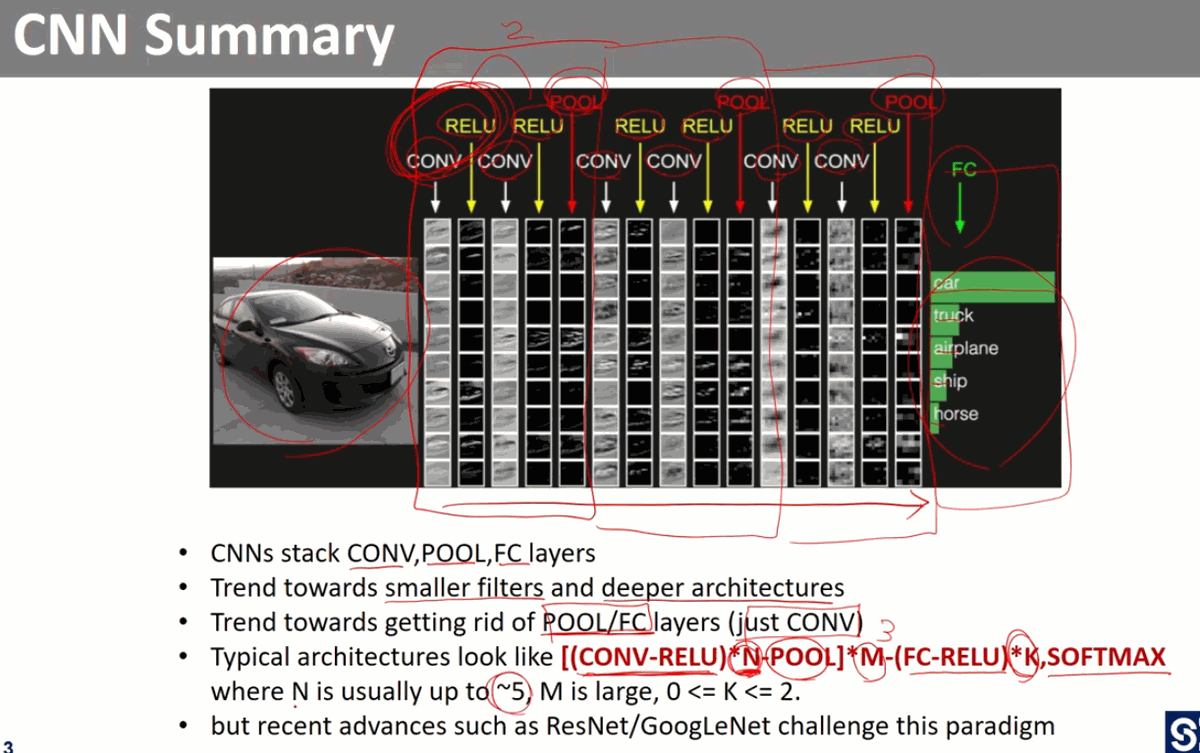 CNN Summary
2
POOL POOL POOL
RELU RELU RELU RELU RELU RELU
CONV CONV CONV CONV CONV CONV
FC
car
truck
airplane
ship
horse
• CNNs stack CONV,POOL,FC layers
• Trend towards smaller filters and deeper architectures
• Trend towards getting rid of POOL/FC layers (just CONV)
3
• Typical architectures look like [(CONV-RELU)*N-POOL]*M-(FC-RELU)*K,SOFTMAX
where N is usually up to ~5, M is large, 0 <= K <= 2.
• but recent advances such as ResNet/GoogLeNet challenge this paradigm
3
S